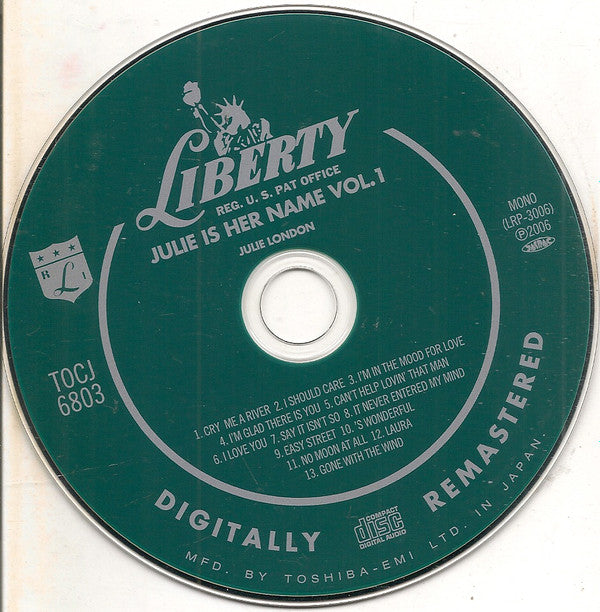 LIBERTY
REG. U. S. PAT OFFICE
JULIE IS HER NAME VOL.1
JULIE LONDON
MONO
(LRP-3006)
Ⓟ2006
R L 1
TOCJ
6803
1. CRY ME A RIVER 2. I SHOULD CARE 3. I'M IN THE MOOD FOR LOVE
4. I'M GLAD THERE IS YOU 5. CAN'T HELP LOVIN' THAT MAN
6. I LOVE YOU 7. SAY IT ISN'T SO 8. IT NEVER ENTERED MY MIND
9. EASY STREET 10. 'S WONDERFUL
11. NO MOON AT ALL 12. LAURA
13. GONE WITH THE WIND
DIGITALLY REMASTERED
COMPACT
disc
DIGITAL AUDIO
MFD. BY TOSHIBA-EMI LTD. IN JAPAN.